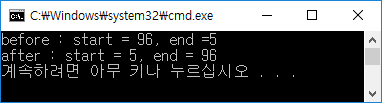 C:₩Windows₩system32₩cmd.exe
before : start = 96, end =5
after : start = 5, end = 96
계속하려면 아무 키나 누르십시오 . . .